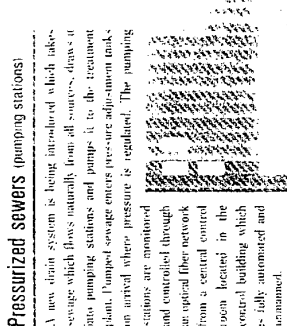 Pressurized sewers (pumping stations)
A new drain system is being introduced which takes
sewage which flows naturally from all sources, draws it
into pumping stations and pumps it to the treatment
plant. Pumped sewage enters pressure adjustment tanks
on arrival where pressure is regulated. The pumping
stations are monitored
and controlled through
an optical fiber network
from a central control
room located in the
control building which
is fully automated and
unmanned.